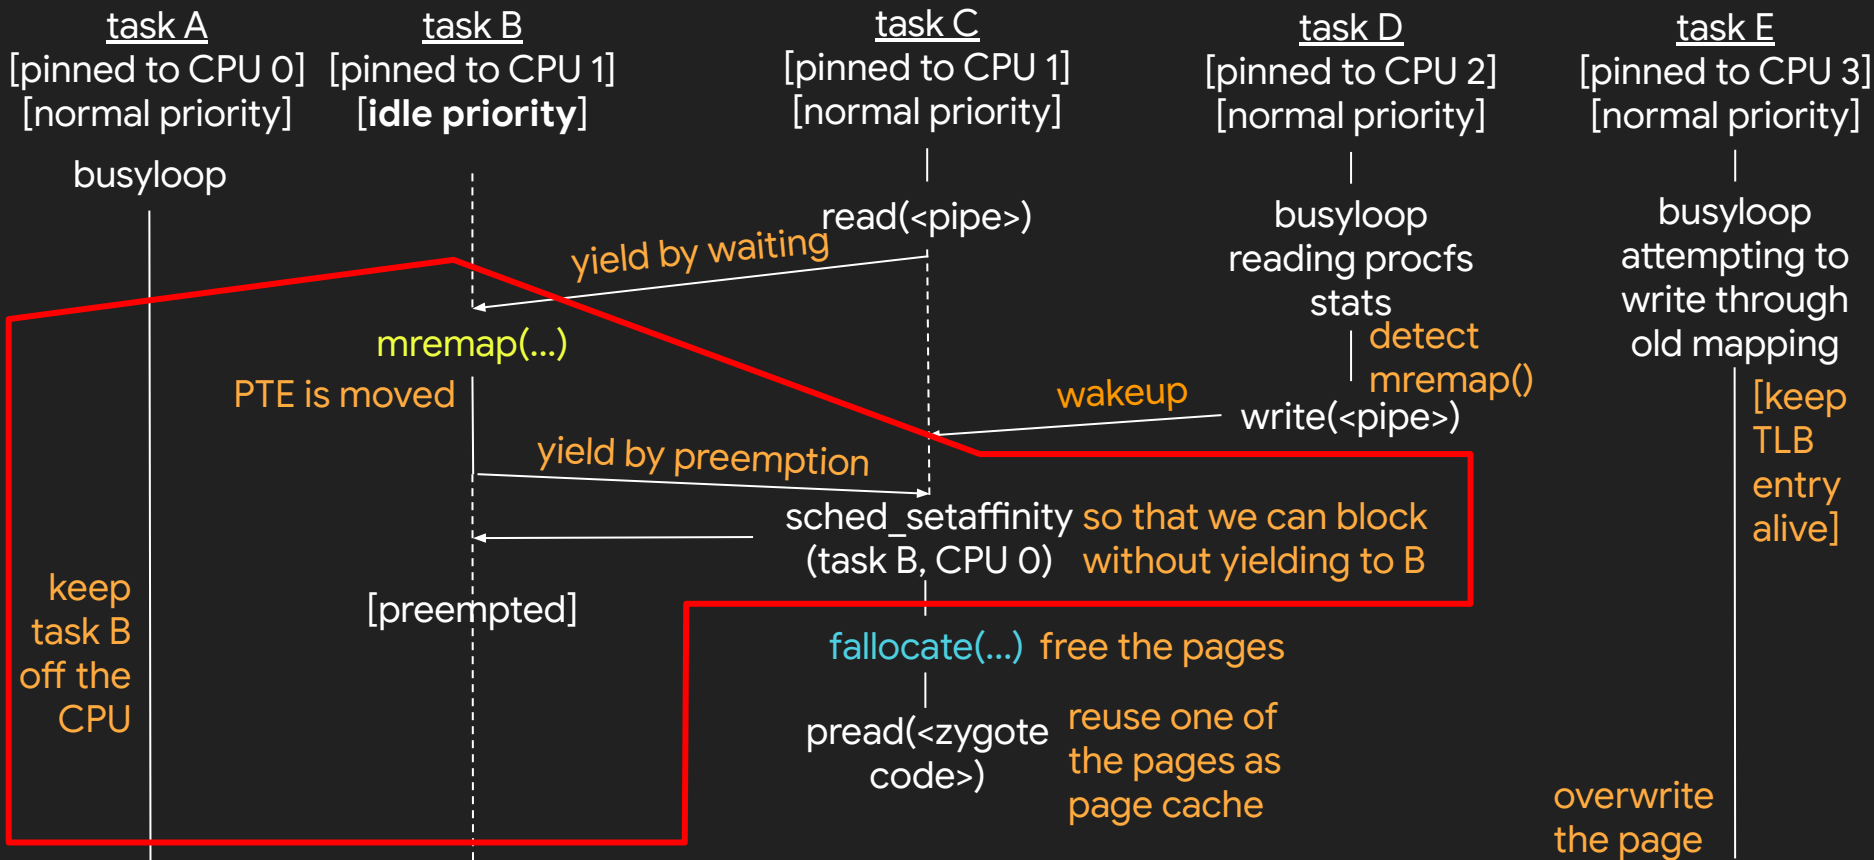 task A
[pinned to CPU 0]
[normal priority]
busyloop
keep
task B
off the
CPU
task B
[pinned to CPU 1]
[idle priority]
yield by waiting
mremap(...)
PTE is moved
yield by preemption
[preempted]
task C
[pinned to CPU 1]
[normal priority]
read(<pipe>)
wakeup
sched_setaffinity
(task B, CPU 0)
so that we can block
without yielding to B
fallocate(...)
free the pages
pread(<zygote
code>)
reuse one of
the pages as
page cache
task D
[pinned to CPU 2]
[normal priority]
busyloop
reading procfs
stats
detect
mremap()
write(<pipe>)
task E
[pinned to CPU 3]
[normal priority]
busyloop
attempting to
write through
old mapping
[keep
TLB
entry
alive]
overwrite
the page